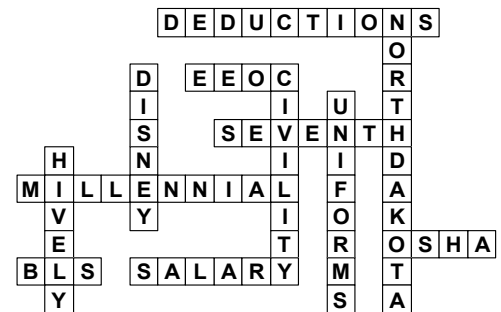 DEDUCTIONS
NORTHDAKOTA
DISNEY
EEOC
CIVILITY
UNIFORMS
SEVENTH
HIVELY
MILLENNIAL
OSHA
BLS
SALARY